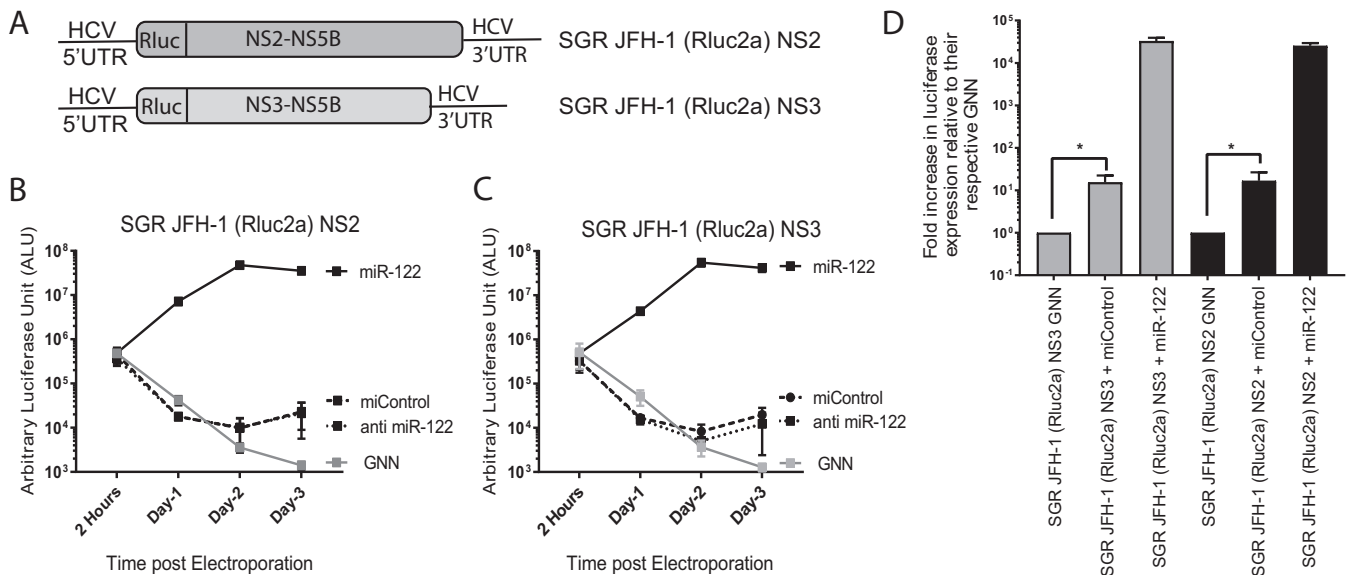 A
HCV
5'UTR
Rluc
NS2-NS5B
HCV
3'UTR
SGR JFH-1 (Rluc2a) NS2
HCV
5'UTR
Rluc
NS3-NS5B
HCV
3'UTR
SGR JFH-1 (Rluc2a) NS3
B
SGR JFH-1 (Rluc2a) NS2
Arbitrary Luciferase Unit (ALU)
10⁸
10⁷
10⁶
10⁵
10⁴
10³
miR-122
miControl
anti miR-122
GNN
2 Hours
Day-1
Day-2
Day-3
Time post Electroporation
C
SGR JFH-1 (Rluc2a) NS3
Arbitrary Luciferase Unit (ALU)
10⁸
10⁷
10⁶
10⁵
10⁴
10³
miR-122
miControl
anti miR-122
GNN
2 Hours
Day-1
Day-2
Day-3
Time post Electroporation
D
Fold increase in luciferase
expression relative to their
respective GNN
10⁵
10⁴
10³
10²
10¹
10⁰
10⁻¹
*
*
SGR JFH-1 (Rluc2a) NS3 GNN
SGR JFH-1 (Rluc2a) NS3 + miControl
SGR JFH-1 (Rluc2a) NS3 + miR-122
SGR JFH-1 (Rluc2a) NS2 GNN
SGR JFH-1 (Rluc2a) NS2 + miControl
SGR JFH-1 (Rluc2a) NS2 + miR-122